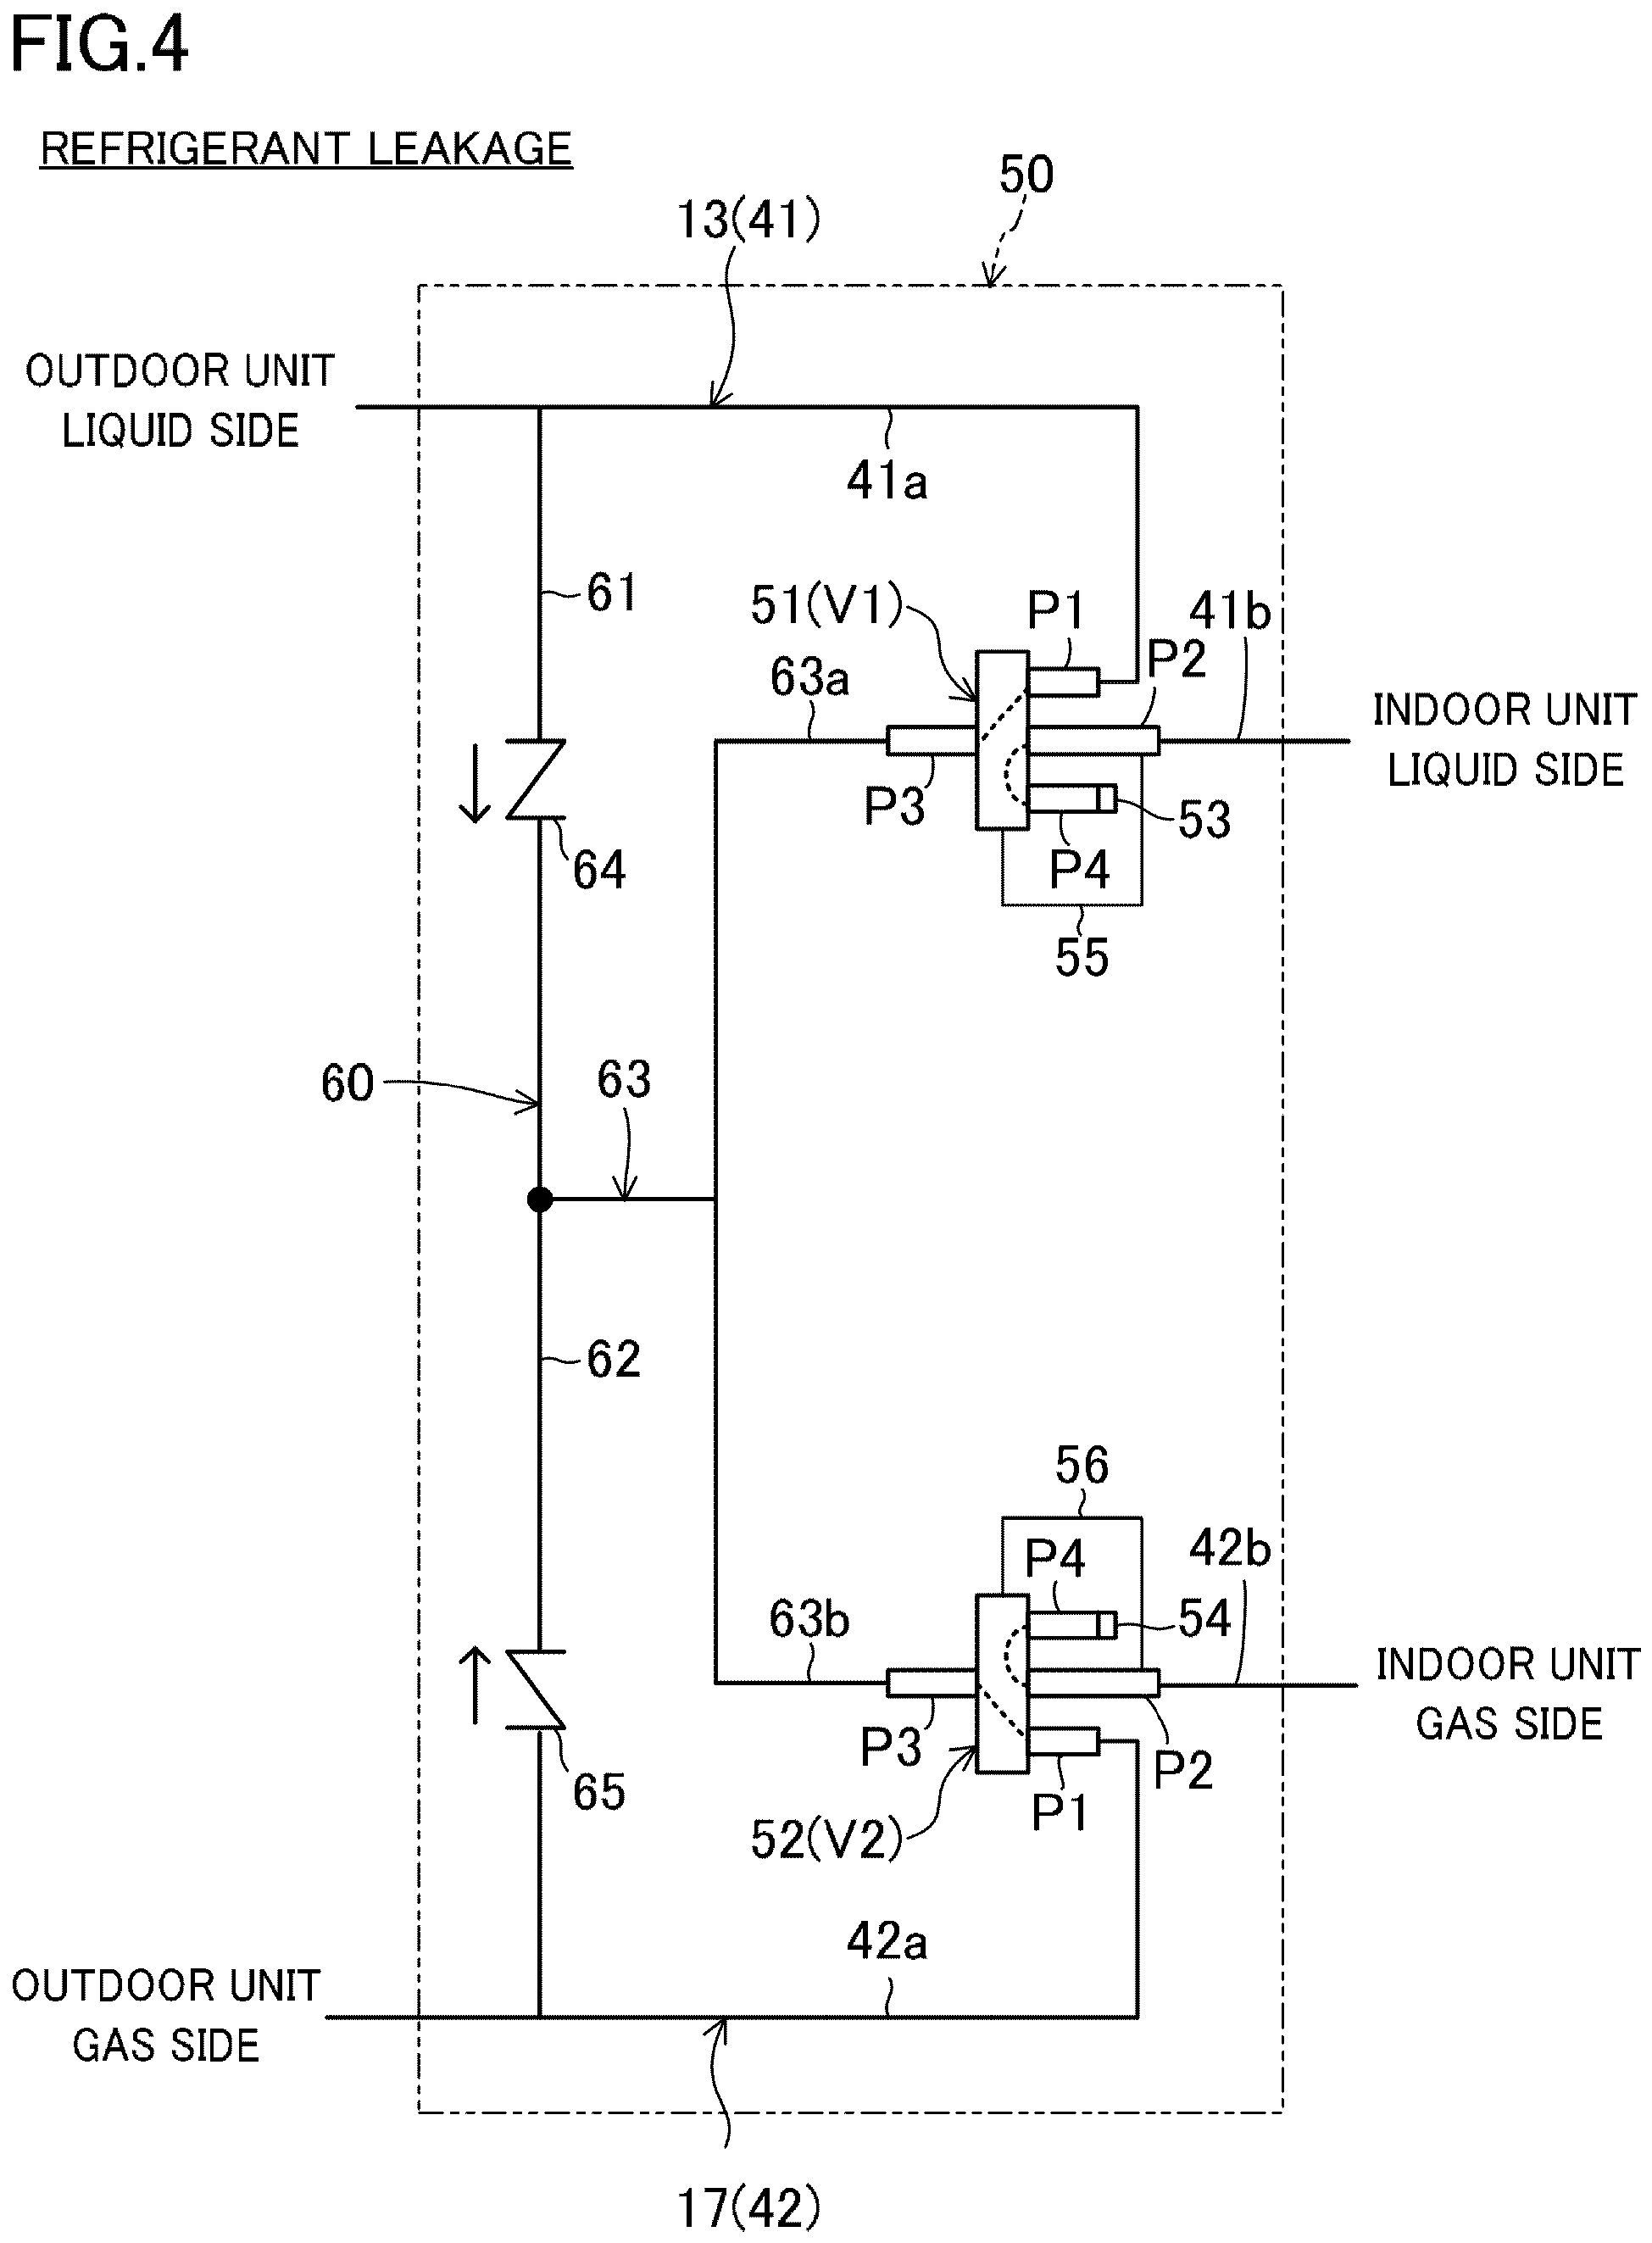 FIG.4
REFRIGERANT LEAKAGE
50
13(41)
OUTDOOR UNIT
LIQUID SIDE
41a
61
51(V1)
P1
41b
63a
P2
INDOOR UNIT
LIQUID SIDE
P3
53
64
P4
55
60
63
62
56
P4
42b
63b
54
INDOOR UNIT
GAS SIDE
P3
P2
65
P1
52(V2)
42a
OUTDOOR UNIT
GAS SIDE
17(42)